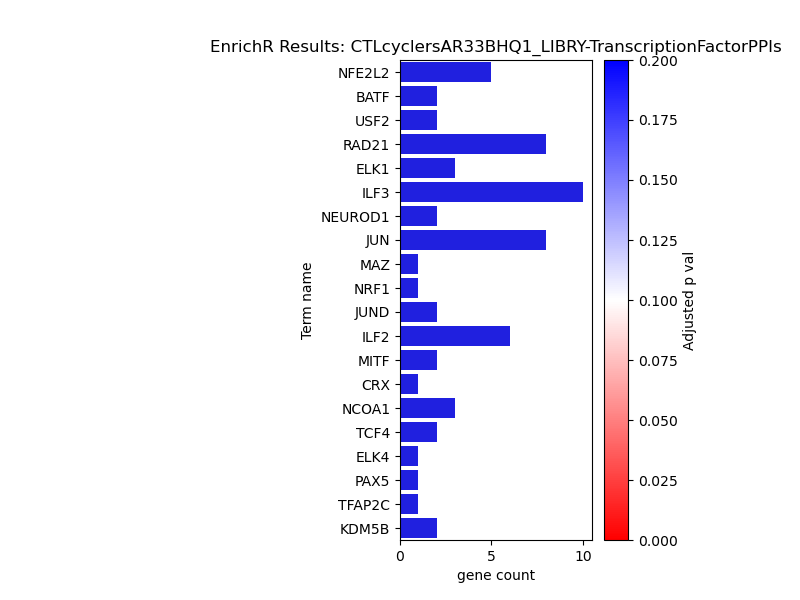 EnrichR Results: CTLcyclersAR33BHQ1_LIBRY-TranscriptionFactorPPIs
NFE2L2
BATF
USF2
RAD21
ELK1
ILF3
NEUROD1
JUN
MAZ
NRF1
JUND
ILF2
MITF
CRX
NCOA1
TCF4
ELK4
PAX5
TFAP2C
KDM5B
Term name
0
5
10
gene count
0.200
0.175
0.150
0.125
0.100
0.075
0.050
0.025
0.000
Adjusted p val